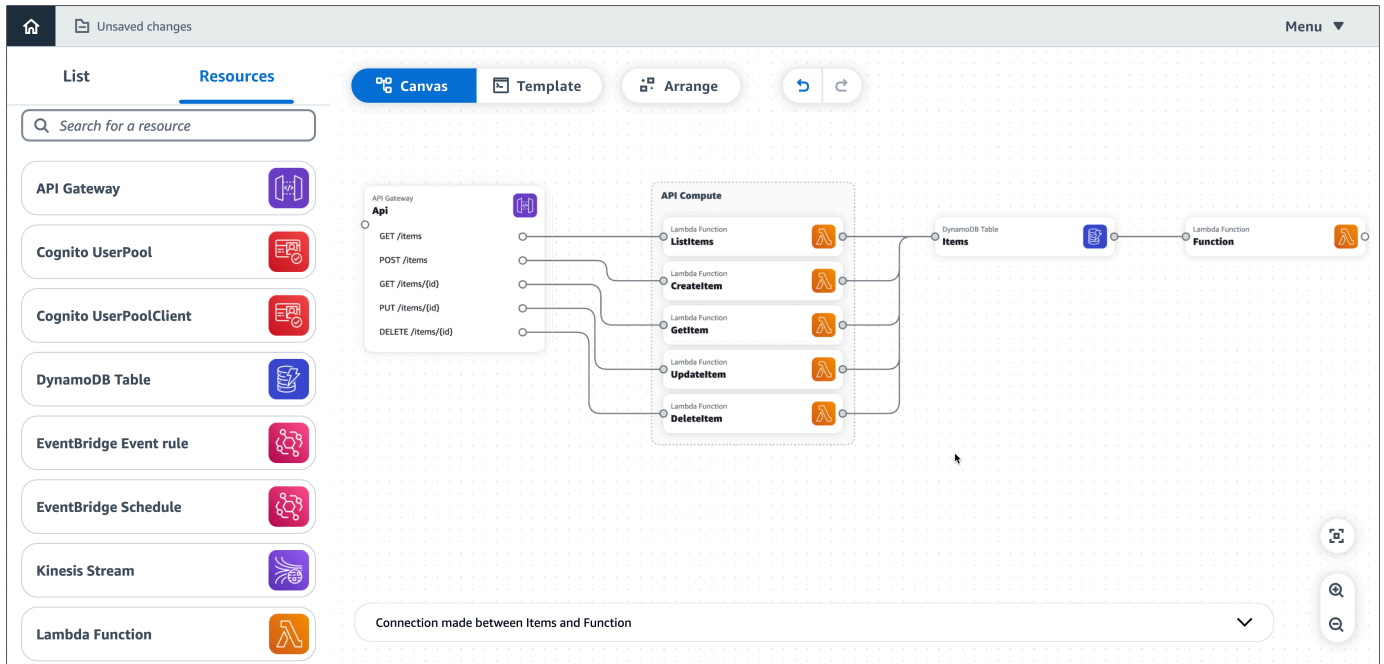 Unsaved changes
Menu
List
Resources
Search for a resource
API Gateway
Cognito UserPool
Cognito UserPoolClient
DynamoDB Table
EventBridge Event rule
EventBridge Schedule
Kinesis Stream
Lambda Function
Canvas
Template
Arrange
API Gateway
Api
GET /items
POST /items
GET /items/{id}
PUT /items/{id}
DELETE /items/{id}
API Compute
Lambda Function
ListItems
Lambda Function
CreateItem
Lambda Function
GetItem
Lambda Function
UpdateItem
Lambda Function
DeleteItem
DynamoDB Table
Items
Lambda Function
Function
Connection made between Items and Function